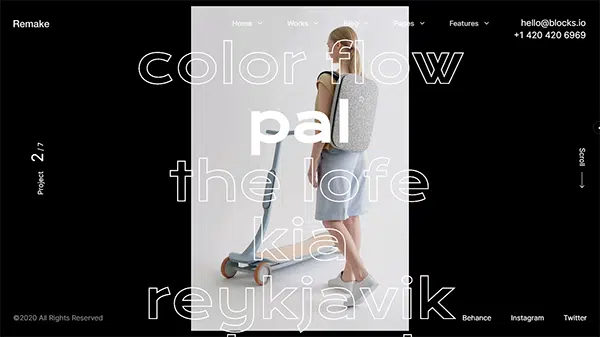 Remake
Home Works Blog Pages Features
hello@blocks.io
+1 420 420 6969
color flow
pal
the lofe
kia
reykjavik
Project 2 / 7
Scroll
©2020 All Rights Reserved
Behance Instagram Twitter